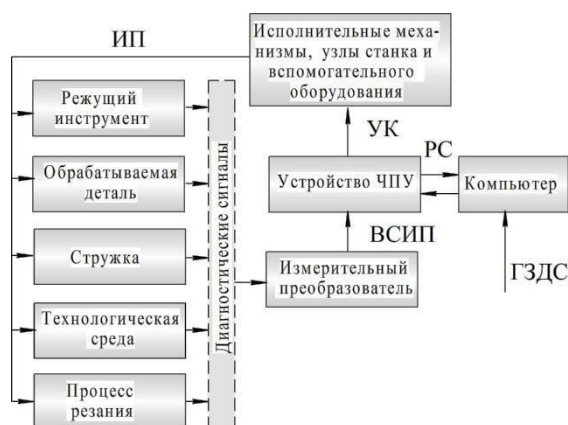 ИП
Исполнительные меха-
низмы, узлы станка и
вспомогательного
оборудования
Режущий
инструмент
УК
РС
Обрабатываемая
деталь
Устройство ЧПУ
Компьютер
Диагностические сигналы
ВСИП
Стружка
Измерительный
преобразователь
ГЗДС
Технологическая
среда
Процесс
резания